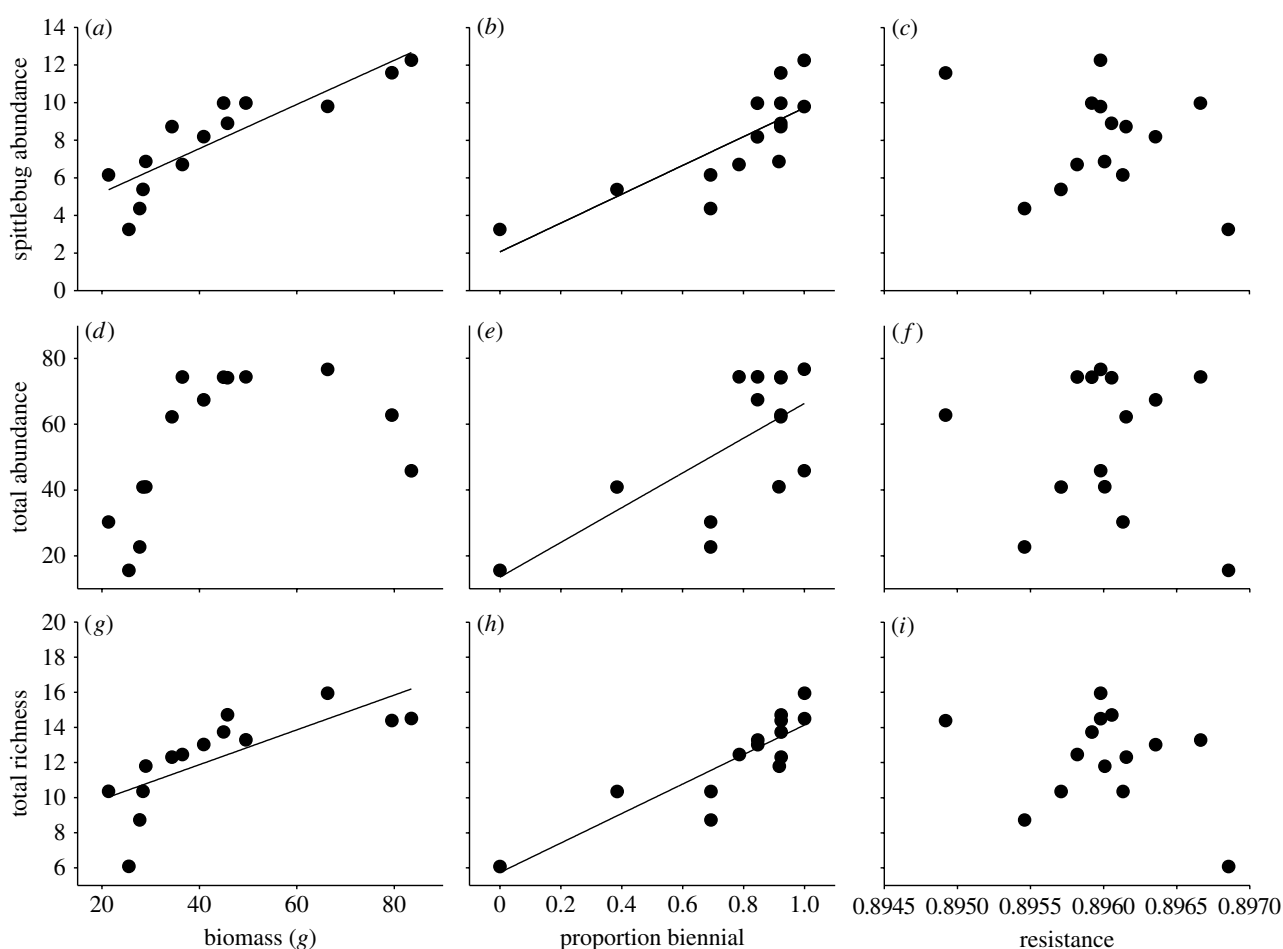 (a)
(b)
(c)
14
12
10
8
6
4
2
0
spittlebug abundance
(d)
(e)
(f)
80
60
40
20
total abundance
(g)
(h)
(i)
20
18
16
14
12
10
8
6
total richness
20 40 60 80
0 0.2 0.4 0.6 0.8 1.0
0.8945 0.8950 0.8955 0.8960 0.8965 0.8970
biomass (g)
proportion biennial
resistance